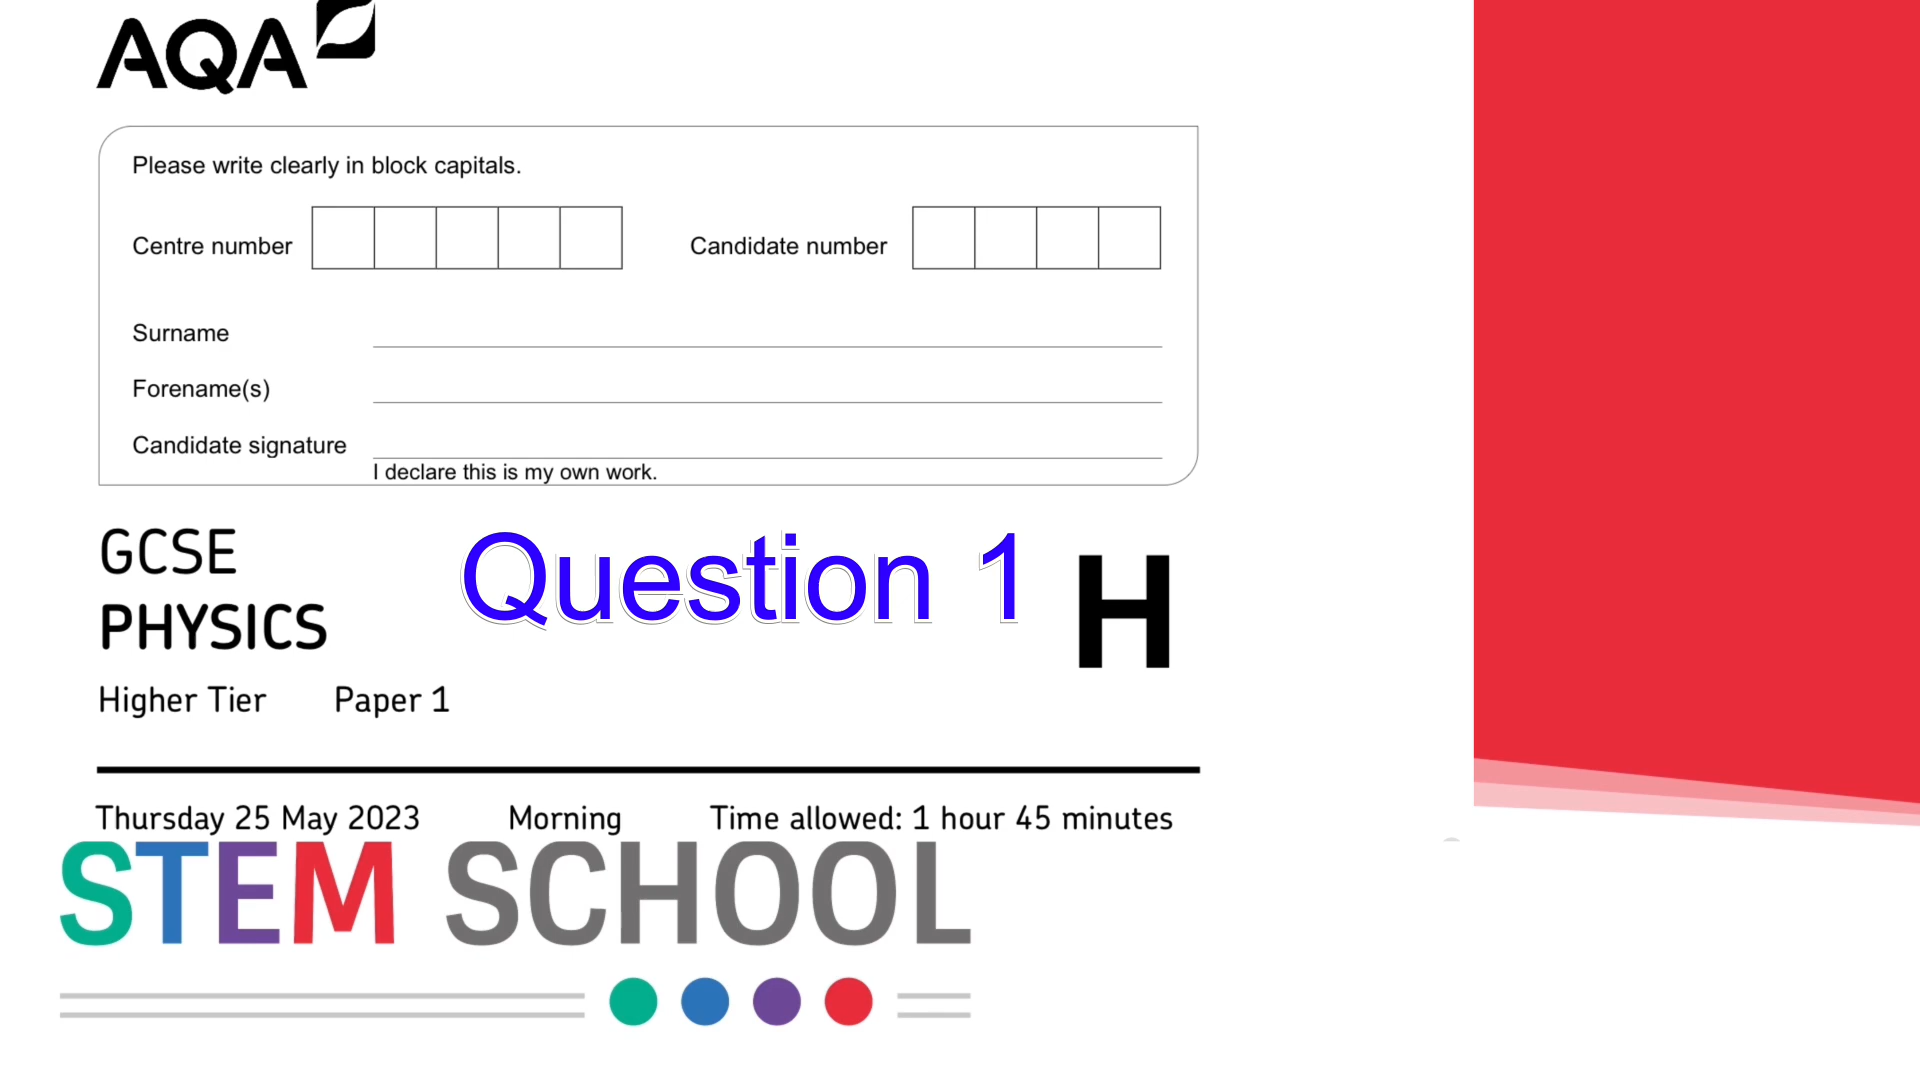 AQA
Please write clearly in block capitals.
Centre number Candidate number
Surname
Forename(s)
Candidate signature
I declare this is my own work.
GCSE
PHYSICS
Question 1
H
Higher Tier Paper 1
Thursday 25 May 2023 Morning Time allowed: 1 hour 45 minutes
STEM SCHOOL